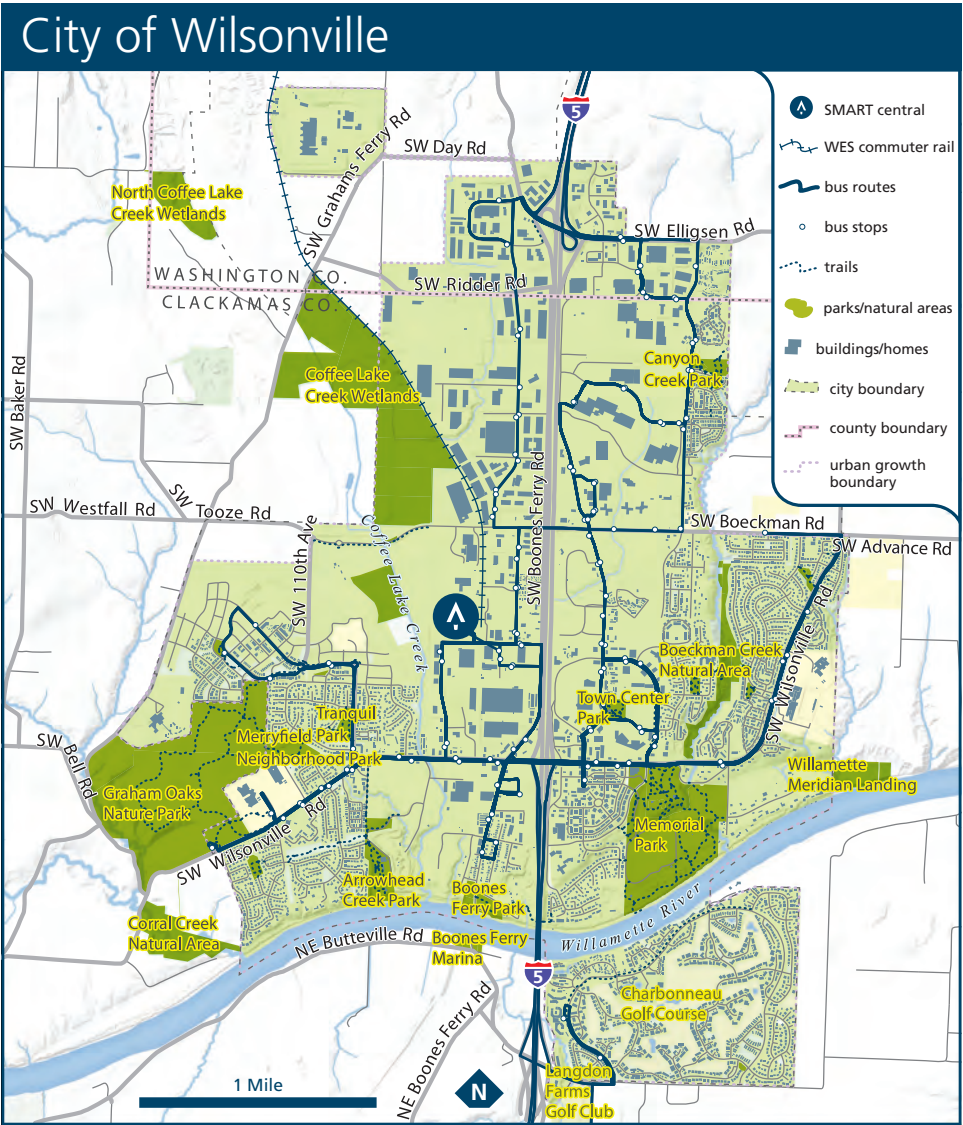 City of Wilsonville
5
SMART central
WES commuter rail
bus routes
bus stops
trails
parks/natural areas
buildings/homes
city boundary
county boundary
urban growth
boundary
SW Grahams Ferry Rd
SW Day Rd
North Coffee Lake
Creek Wetlands
SW Elligsen Rd
WASHINGTON CO.
CLACKAMAS CO.
SW Ridder Rd
SW Baker Rd
Coffee Lake
Creek Wetlands
Canyon
Creek Park
SW Boones Ferry Rd
SW Westfall Rd
SW Tooze Rd
SW 110th Ave
Coffee Lake Creek
SW Boeckman Rd
SW Advance Rd
Boeckman Creek
Natural Area
SW Wilsonville Rd
Town Center
Park
Tranquil
Merryfield Park
Neighborhood Park
SW Bell Rd
Graham Oaks
Nature Park
SW Wilsonville Rd
Willamette
Meridian Landing
Memorial
Park
Arrowhead
Creek Park
Boones
Ferry Park
Corral Creek
Natural Area
NE Butteville Rd
Boones Ferry
Marina
Willamette River
5
Charbonneau
Golf Course
NE Boones Ferry Rd
Langdon
Farms
Golf Club
1 Mile
N